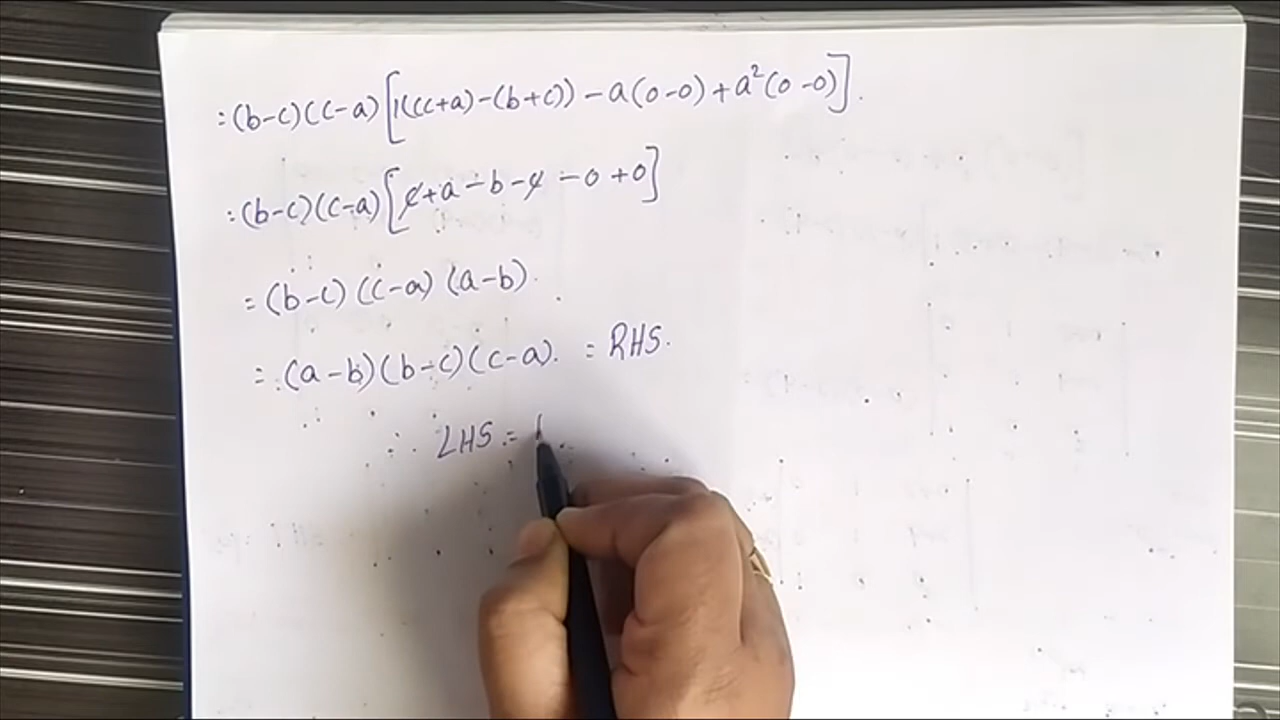 =(b-c)(c-a)[1((c+a)-(b+c)) - a(0-0) + a²(0-0)].
=(b-c)(c-a)[c+a-b-c-0+0]
=(b-c)(c-a)(a-b).
=(a-b)(b-c)(c-a). = RHS.
∴ LHS =